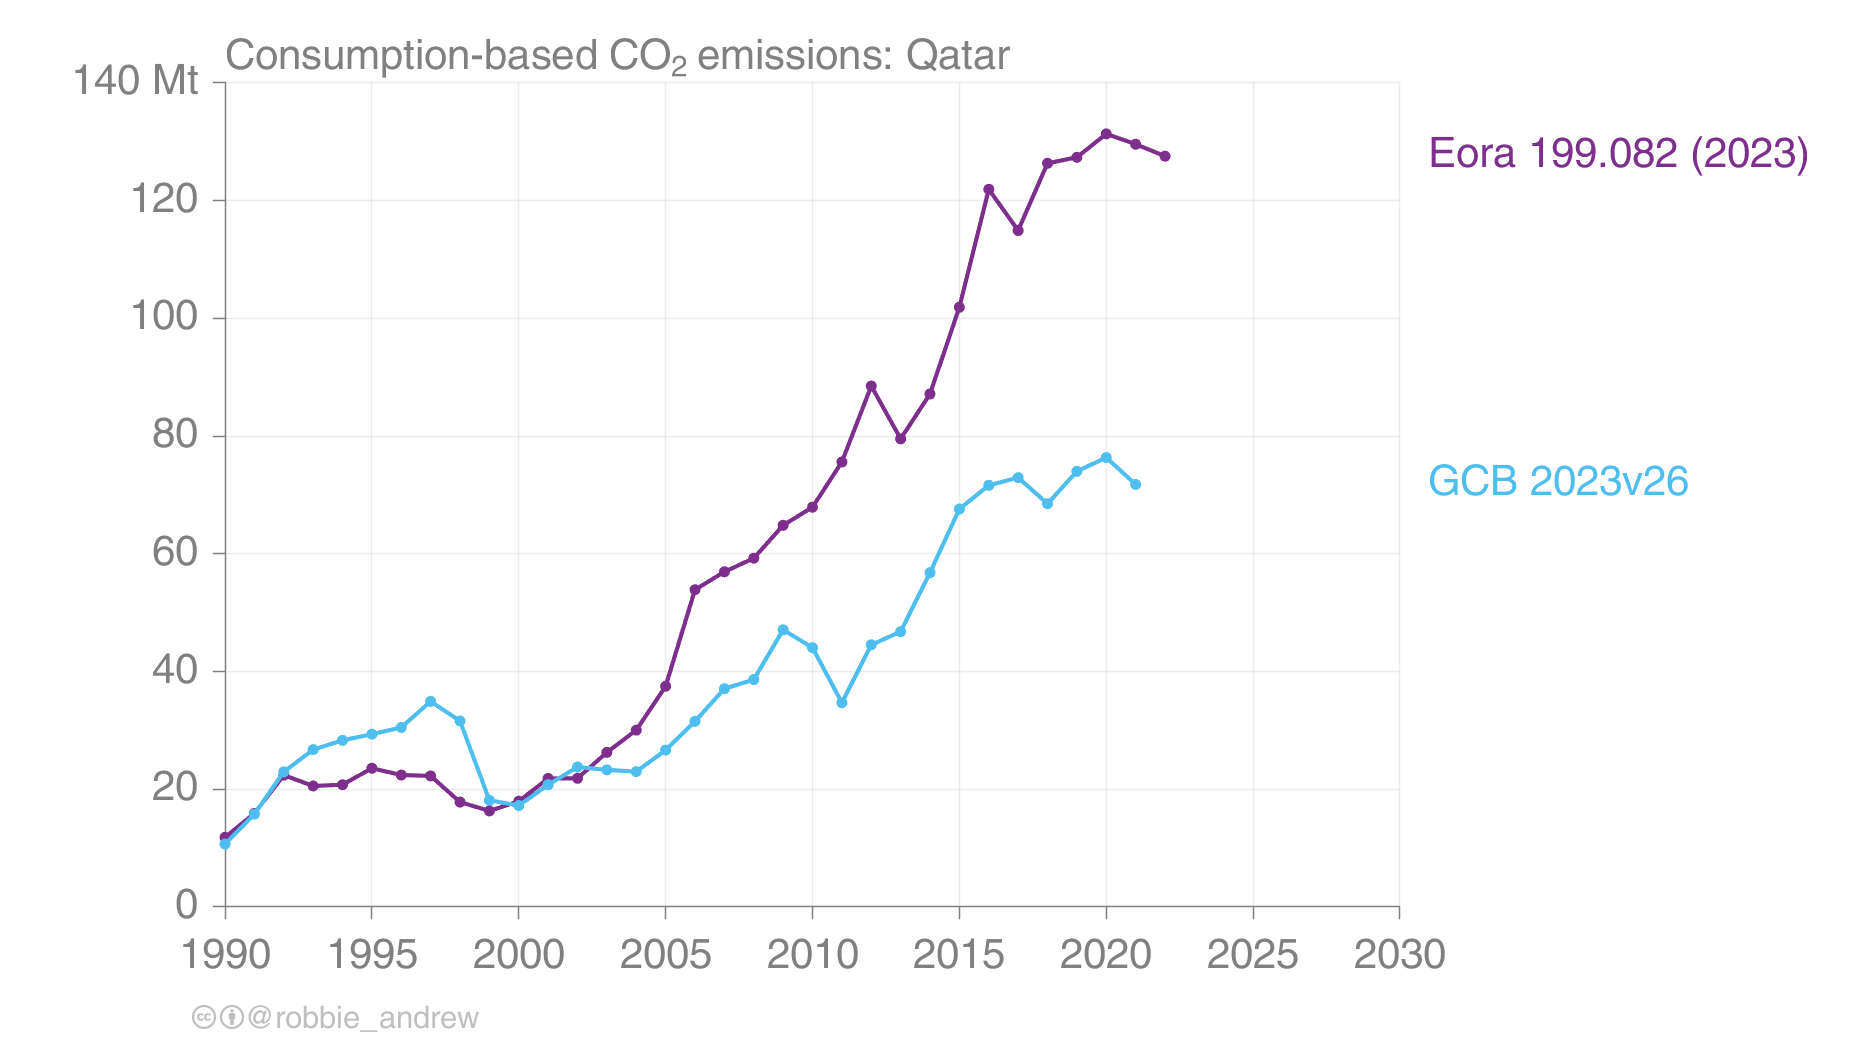 Consumption-based CO₂ emissions: Qatar
140 Mt
120
100
80
60
40
20
0
1990 1995 2000 2005 2010 2015 2020 2025 2030
Eora 199.082 (2023)
GCB 2023v26
cc @robbie_andrew